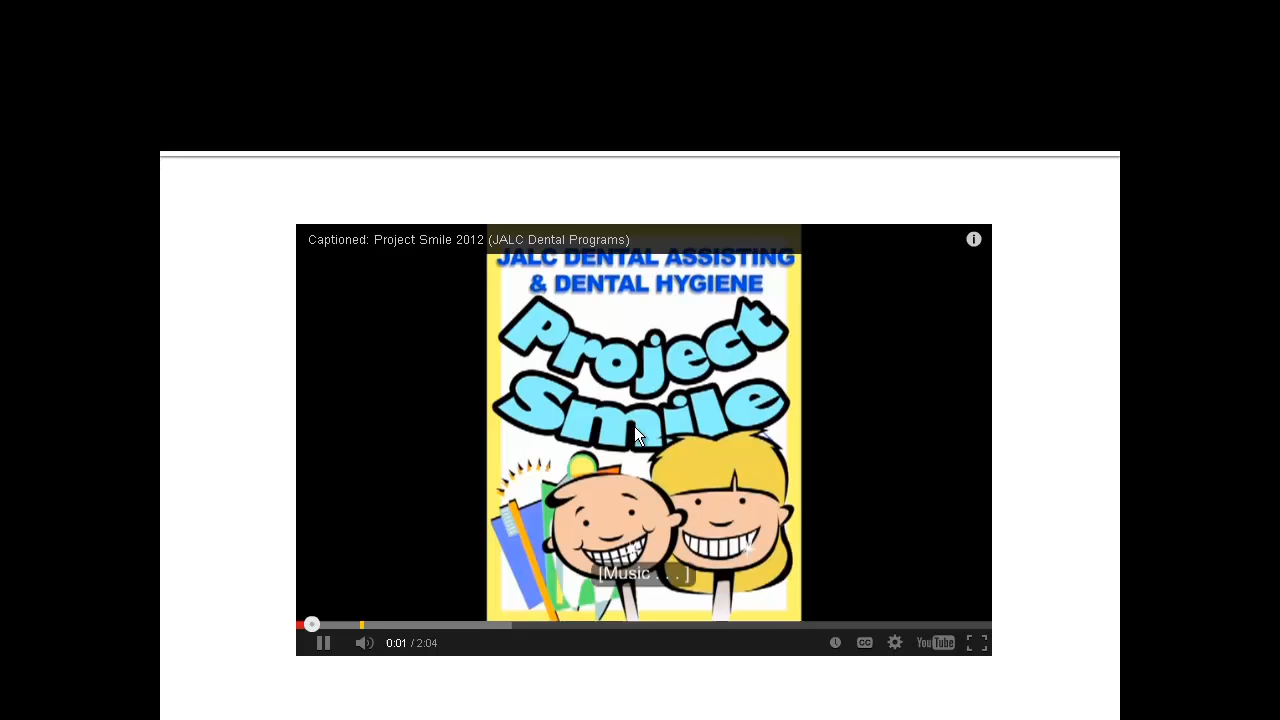 Captioned: Project Smile 2012 (JALC Dental Programs)
JALC DENTAL ASSISTING
& DENTAL HYGIENE
Project
Smile
[Music . . . ]
0:01 / 2:04
CC
YouTube